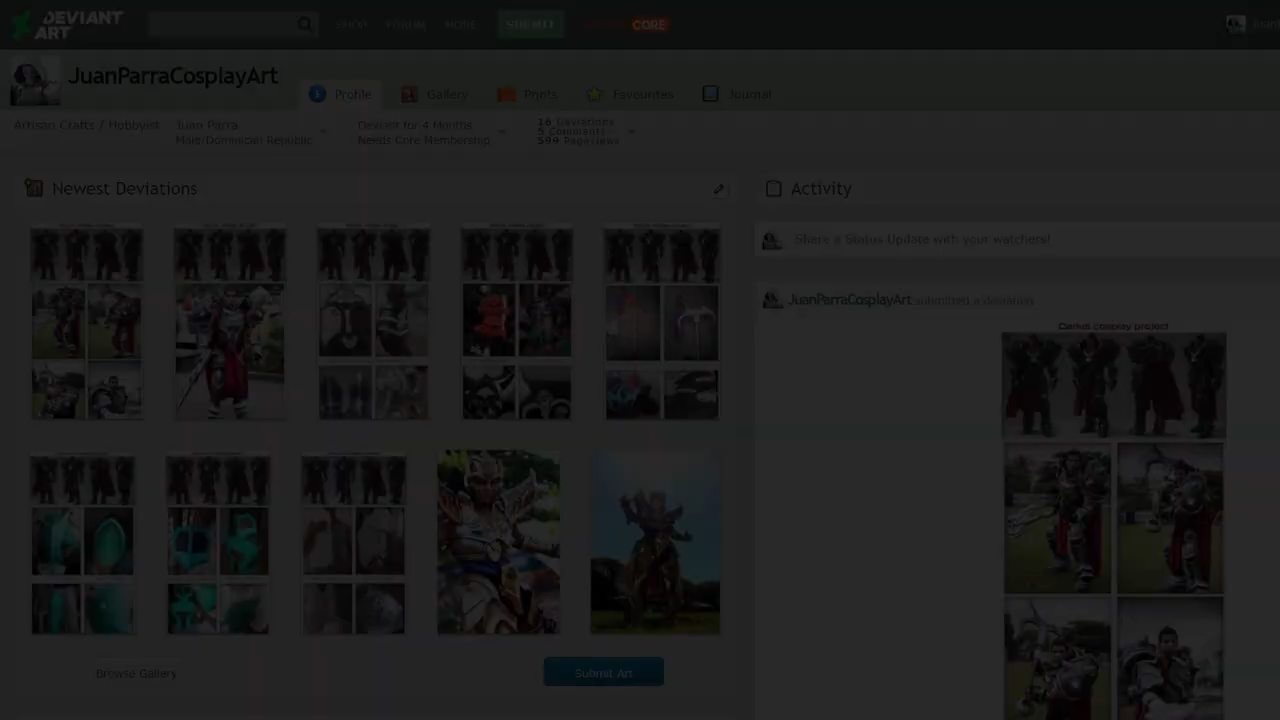 DEVIANT ART
SHOP FORUM MORE SUBMIT CORE
JuanParraCosplayArt
Profile Gallery Prints Favourites Journal
Artisan Crafts / Hobbyist
Juan Parra
Male/Dominican Republic
Deviant for 4 Months
Needs Core Membership
16 Deviations
5 Comments
599 Pageviews
Newest Deviations
Activity
Share a Status Update with your watchers!
JuanParraCosplayArt submitted a deviation
Darius cosplay project
Browse Gallery
Submit Art